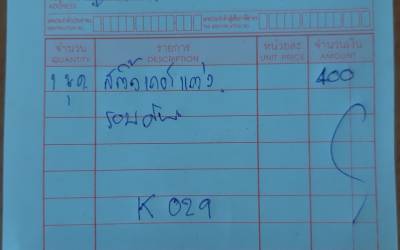 ADDRESS
จำนวน รายการ หน่วยละ จำนวนเงิน
QUANTITY DESCRIPTION UNIT PRICE AMOUNT
1 ชุด สติ๊กเกอร์แต่ง 400
รอบคัน
K 029